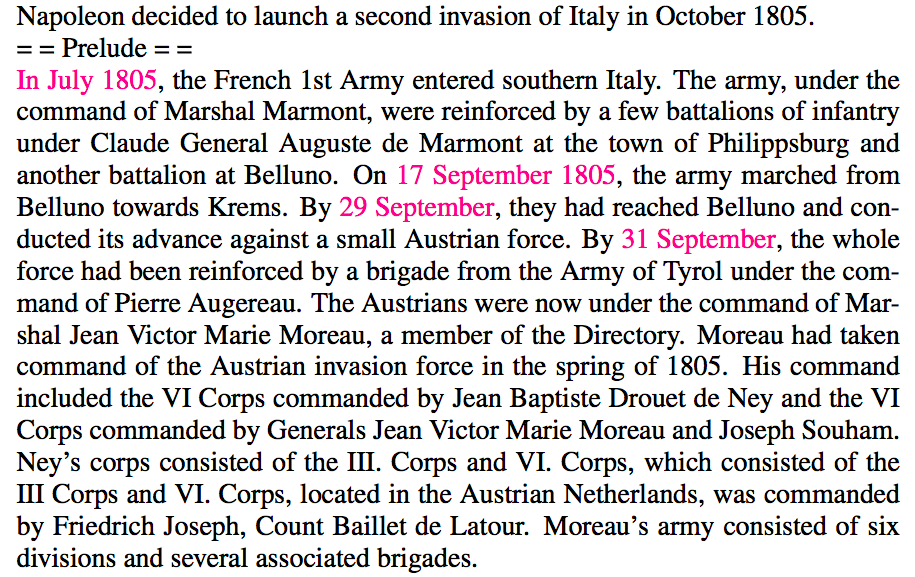 Napoleon decided to launch a second invasion of Italy in October 1805.
= = Prelude = =
In July 1805, the French 1st Army entered southern Italy. The army, under the
command of Marshal Marmont, were reinforced by a few battalions of infantry
under Claude General Auguste de Marmont at the town of Philippsburg and
another battalion at Belluno. On 17 September 1805, the army marched from
Belluno towards Krems. By 29 September, they had reached Belluno and con-
ducted its advance against a small Austrian force. By 31 September, the whole
force had been reinforced by a brigade from the Army of Tyrol under the com-
mand of Pierre Augereau. The Austrians were now under the command of Mar-
shal Jean Victor Marie Moreau, a member of the Directory. Moreau had taken
command of the Austrian invasion force in the spring of 1805. His command
included the VI Corps commanded by Jean Baptiste Drouet de Ney and the VI
Corps commanded by Generals Jean Victor Marie Moreau and Joseph Souham.
Ney's corps consisted of the III. Corps and VI. Corps, which consisted of the
III Corps and VI. Corps, located in the Austrian Netherlands, was commanded
by Friedrich Joseph, Count Baillet de Latour. Moreau's army consisted of six
divisions and several associated brigades.